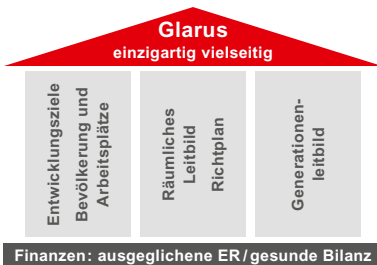 Glarus
einzigartig vielseitig
Entwicklungsziele
Bevölkerung und
Arbeitsplätze
Räumliches
Leitbild
Richtplan
Generationen-
leitbild
Finanzen: ausgeglichene ER/gesunde Bilanz